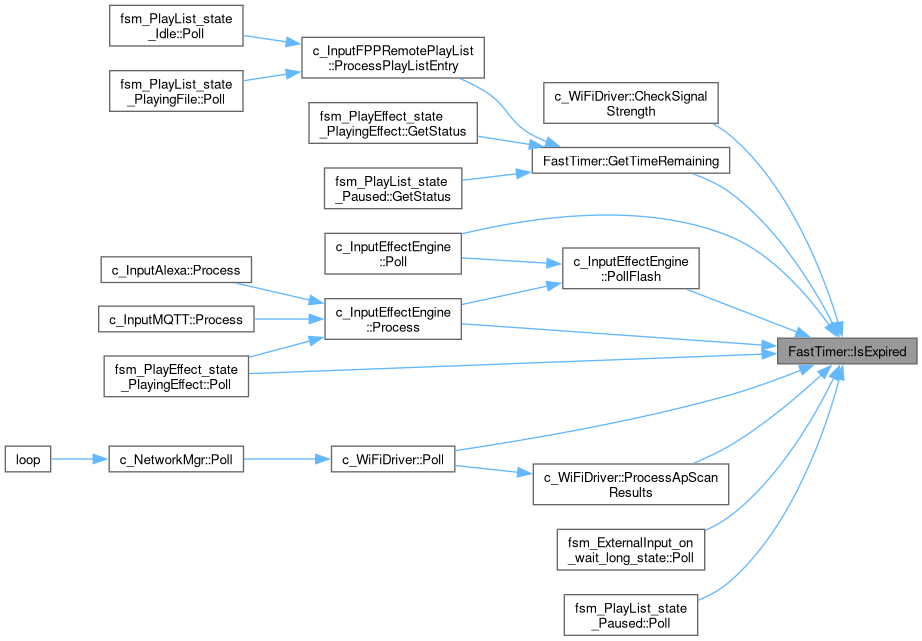 fsm_PlayList_state
_Idle::Poll
c_InputFPPRemotePlayList
::ProcessPlayListEntry
fsm_PlayList_state
_PlayingFile::Poll
c_WiFiDriver::CheckSignal
Strength
fsm_PlayEffect_state
_PlayingEffect::GetStatus
FastTimer::GetTimeRemaining
fsm_PlayList_state
_Paused::GetStatus
c_InputEffectEngine
::Poll
c_InputEffectEngine
::PollFlash
c_InputAlexa::Process
c_InputMQTT::Process
c_InputEffectEngine
::Process
FastTimer::IsExpired
fsm_PlayEffect_state
_PlayingEffect::Poll
loop
c_NetworkMgr::Poll
c_WiFiDriver::Poll
c_WiFiDriver::ProcessApScan
Results
fsm_ExternalInput_on
_wait_long_state::Poll
fsm_PlayList_state
_Paused::Poll